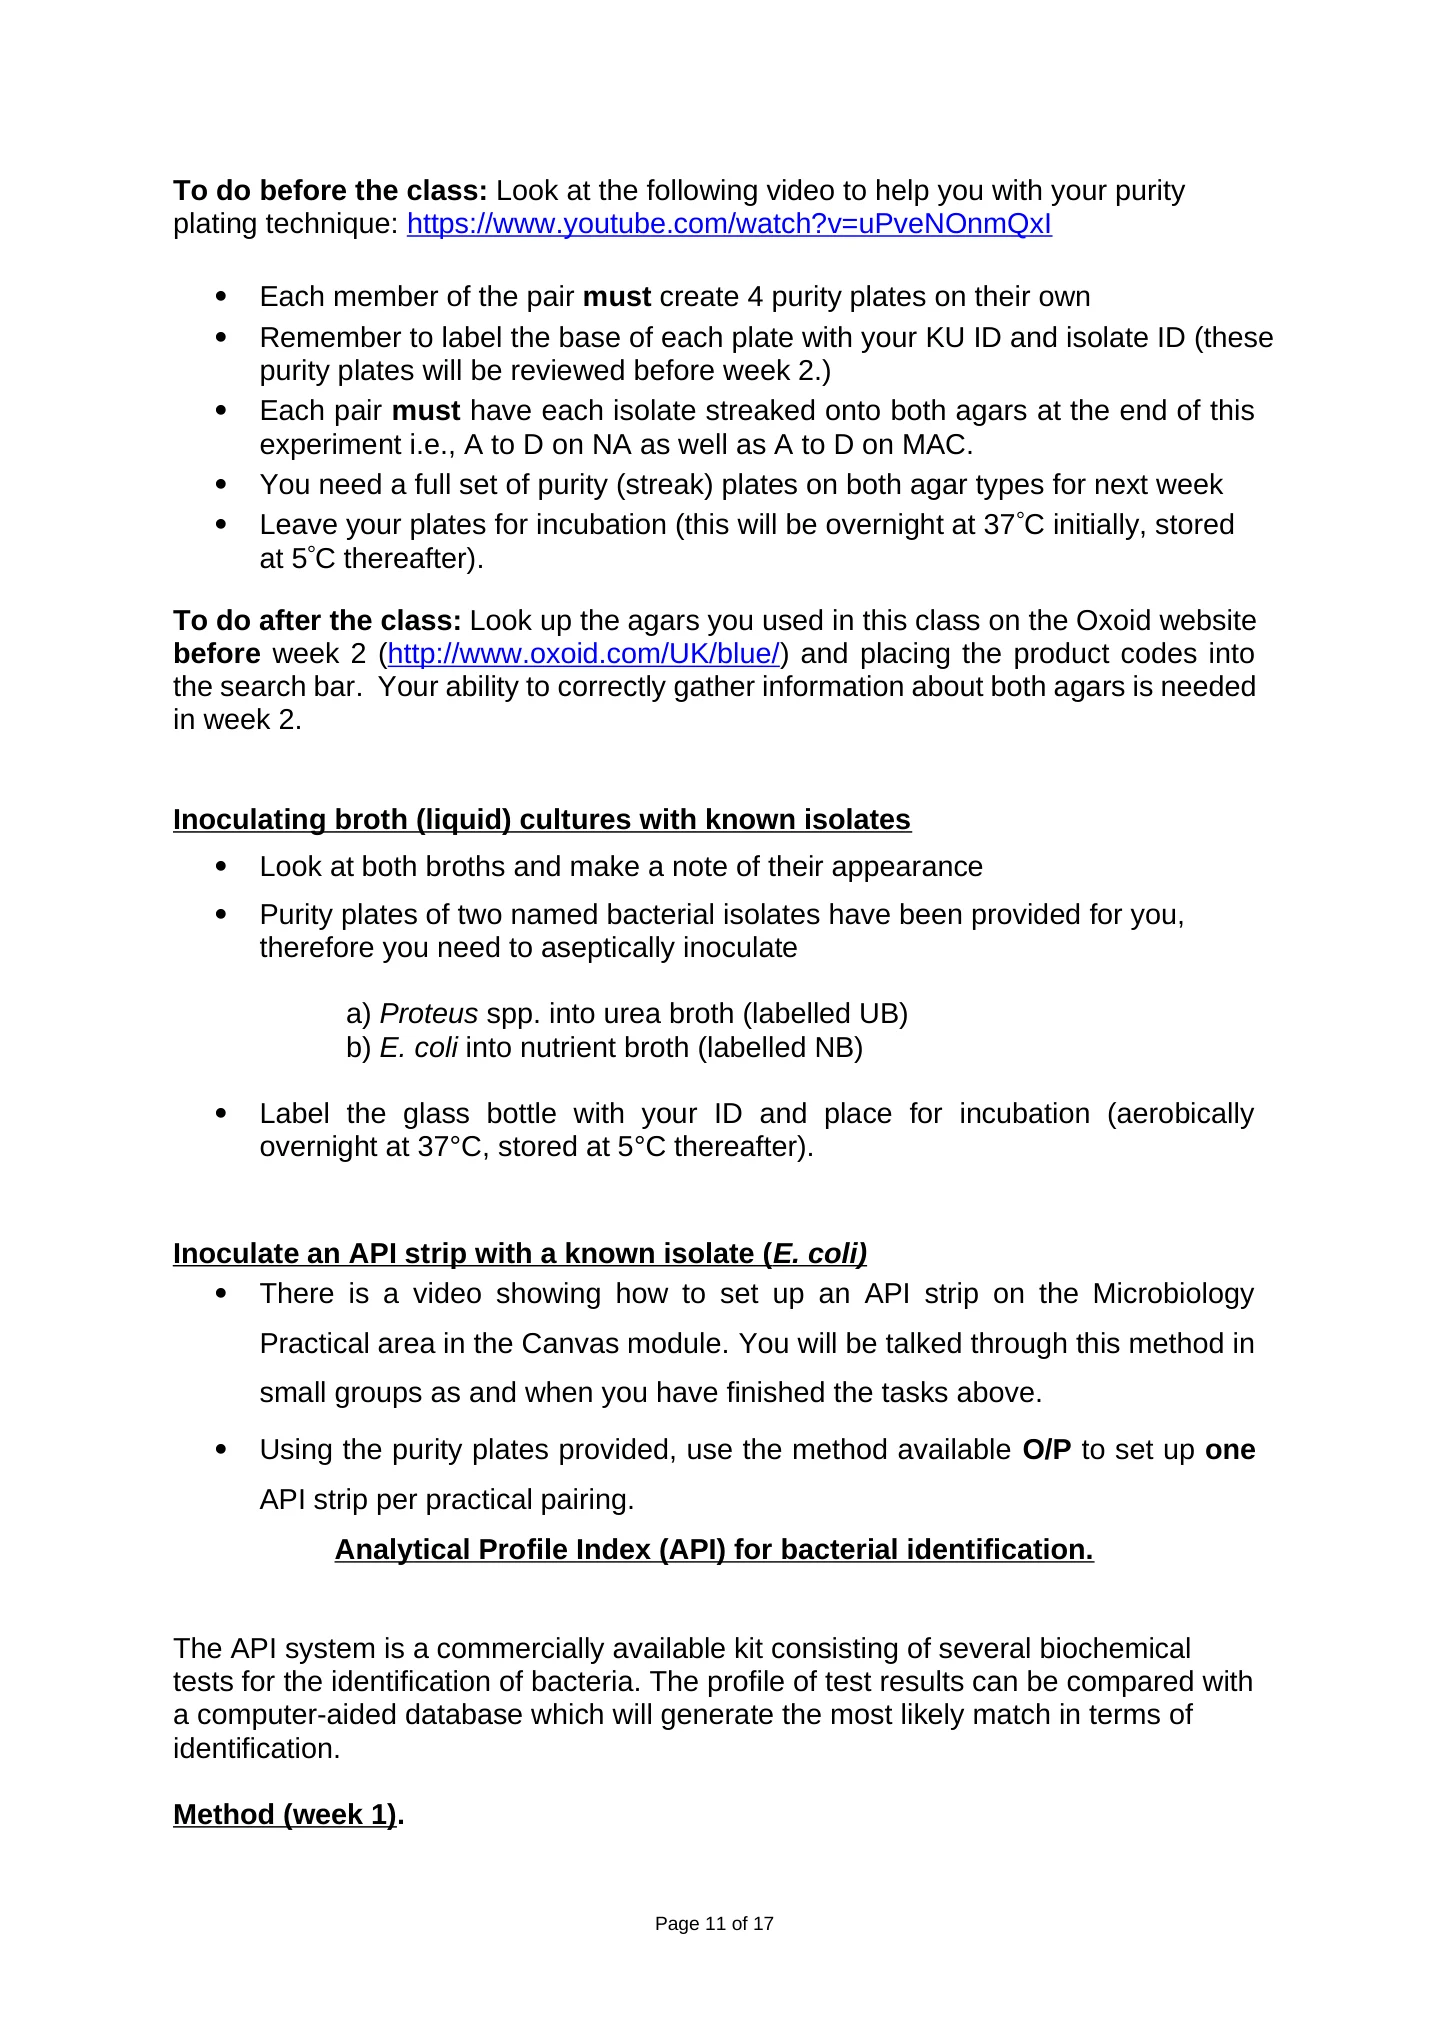 To do before the class: Look at the following video to help you with your purity
plating technique: https://www.youtube.com/watch?v=uPveNOnmQxI
• Each member of the pair must create 4 purity plates on their own
• Remember to label the base of each plate with your KU ID and isolate ID (these
purity plates will be reviewed before week 2.)
• Each pair must have each isolate streaked onto both agars at the end of this
experiment i.e., A to D on NA as well as A to D on MAC.
• You need a full set of purity (streak) plates on both agar types for next week
• Leave your plates for incubation (this will be overnight at 37°C initially, stored
at 5°C thereafter).
To do after the class: Look up the agars you used in this class on the Oxoid website
before week 2 (http://www.oxoid.com/UK/blue/) and placing the product codes into
the search bar.  Your ability to correctly gather information about both agars is needed
in week 2.
Inoculating broth (liquid) cultures with known isolates
• Look at both broths and make a note of their appearance
• Purity plates of two named bacterial isolates have been provided for you,
therefore you need to aseptically inoculate
a) Proteus spp. into urea broth (labelled UB)
b) E. coli into nutrient broth (labelled NB)
• Label the glass bottle with your ID and place for incubation (aerobically
overnight at 37°C, stored at 5°C thereafter).
Inoculate an API strip with a known isolate (E. coli)
• There is a video showing how to set up an API strip on the Microbiology
Practical area in the Canvas module. You will be talked through this method in
small groups as and when you have finished the tasks above.
• Using the purity plates provided, use the method available O/P to set up one
API strip per practical pairing.
Analytical Profile Index (API) for bacterial identification.
The API system is a commercially available kit consisting of several biochemical
tests for the identification of bacteria. The profile of test results can be compared with
a computer-aided database which will generate the most likely match in terms of
identification.
Method (week 1).
Page 11 of 17